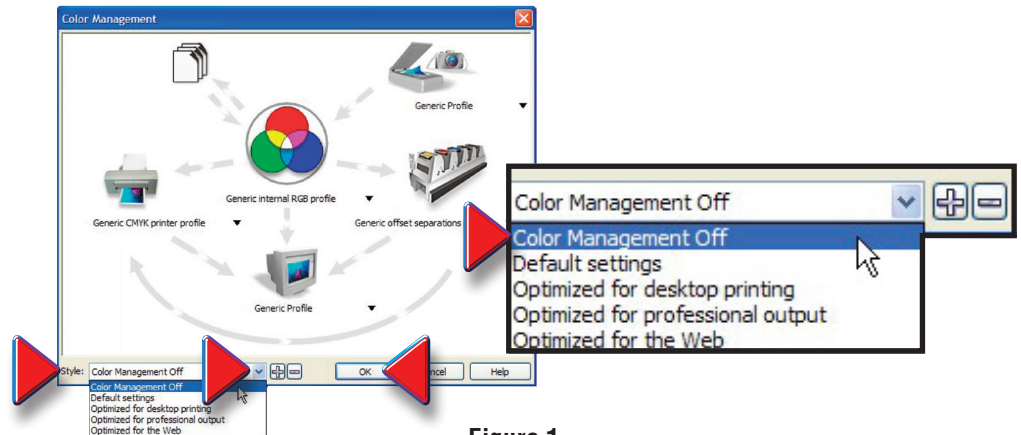 Color Management
Generic Profile
Generic internal RGB profile
Generic CMYK printer profile
Generic offset separations
Generic Profile
Style: Color Management Off
OK
Help
Color Management Off
Default settings
Optimized for desktop printing
Optimized for professional output
Optimized for the Web
Color Management Off
Color Management Off
Default settings
Optimized for desktop printing
Optimized for professional output
Optimized for the Web
Figure 1